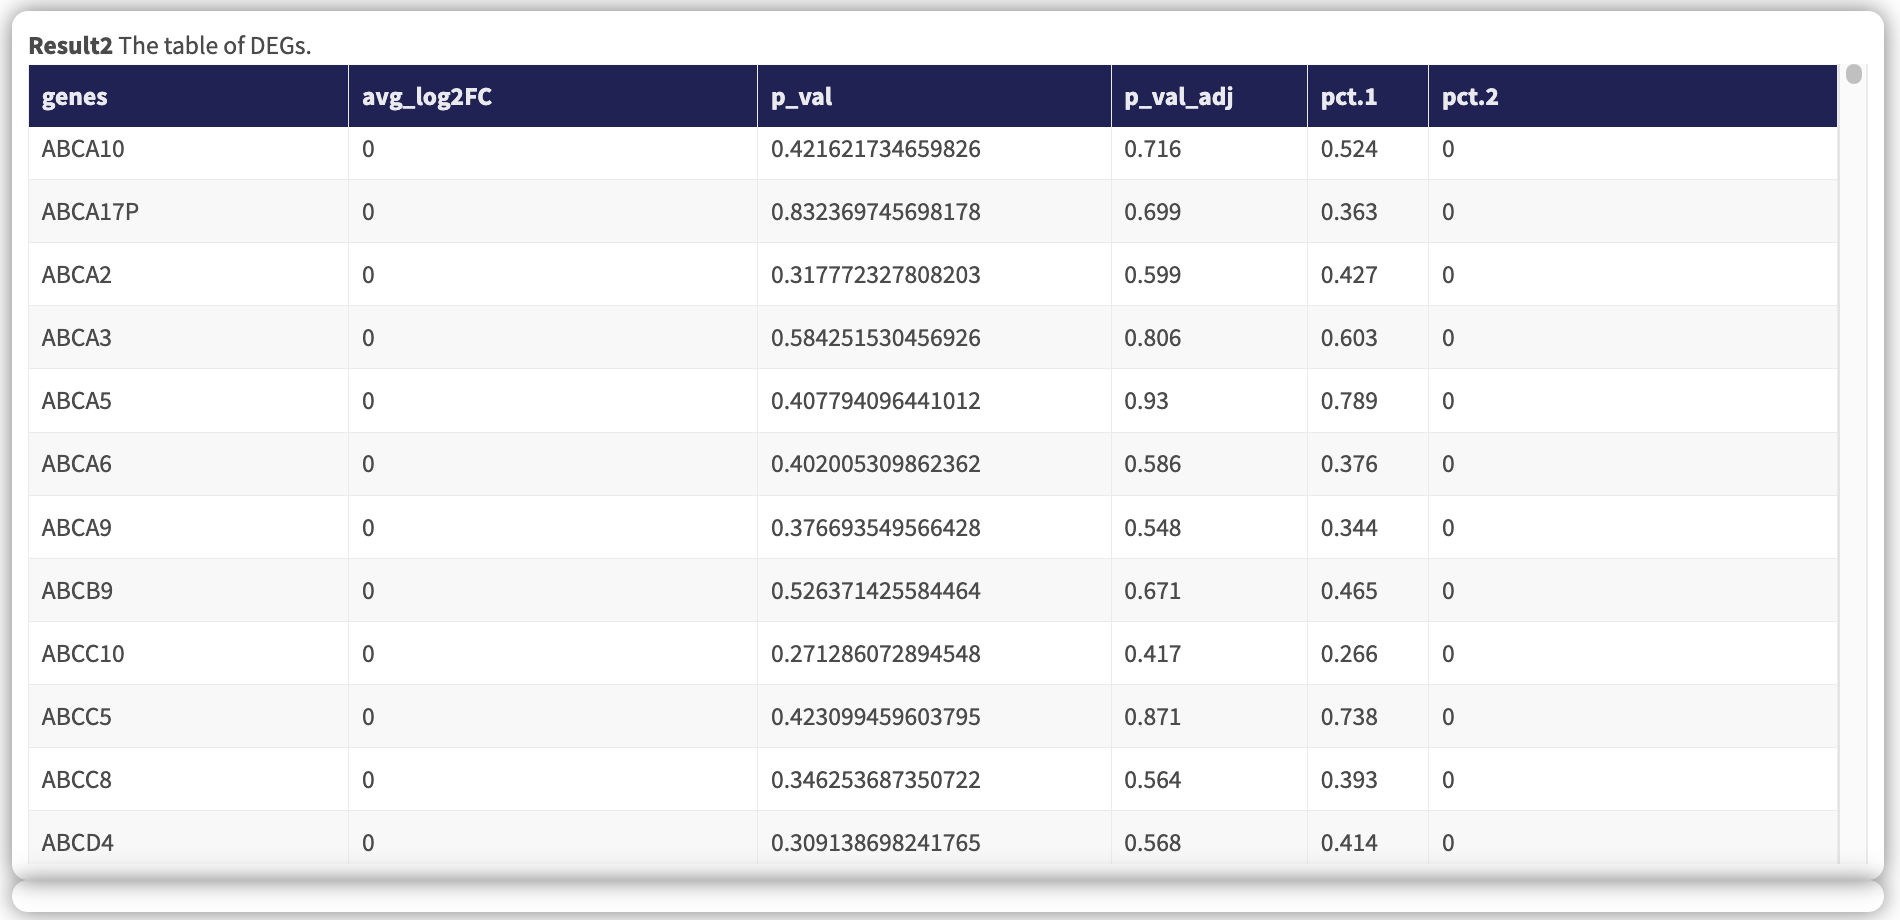 Result2 The table of DEGs.
genes avg_log2FC p_val p_val_adj pct.1 pct.2
ABCA10 0 0.421621734659826 0.716 0.524 0
ABCA17P 0 0.832369745698178 0.699 0.363 0
ABCA2 0 0.317772327808203 0.599 0.427 0
ABCA3 0 0.584251530456926 0.806 0.603 0
ABCA5 0 0.407794096441012 0.93 0.789 0
ABCA6 0 0.402005309862362 0.586 0.376 0
ABCA9 0 0.376693549566428 0.548 0.344 0
ABCB9 0 0.526371425584464 0.671 0.465 0
ABCC10 0 0.271286072894548 0.417 0.266 0
ABCC5 0 0.423099459603795 0.871 0.738 0
ABCC8 0 0.346253687350722 0.564 0.393 0
ABCD4 0 0.309138698241765 0.568 0.414 0